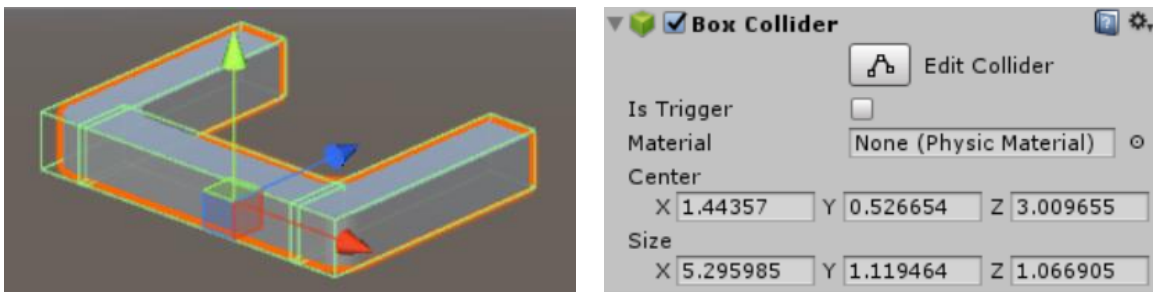 Box Collider
Edit Collider
Is Trigger
Material None (Physic Material)
Center
X 1.44357 Y 0.526654 Z 3.009655
Size
X 5.295985 Y 1.119464 Z 1.066905